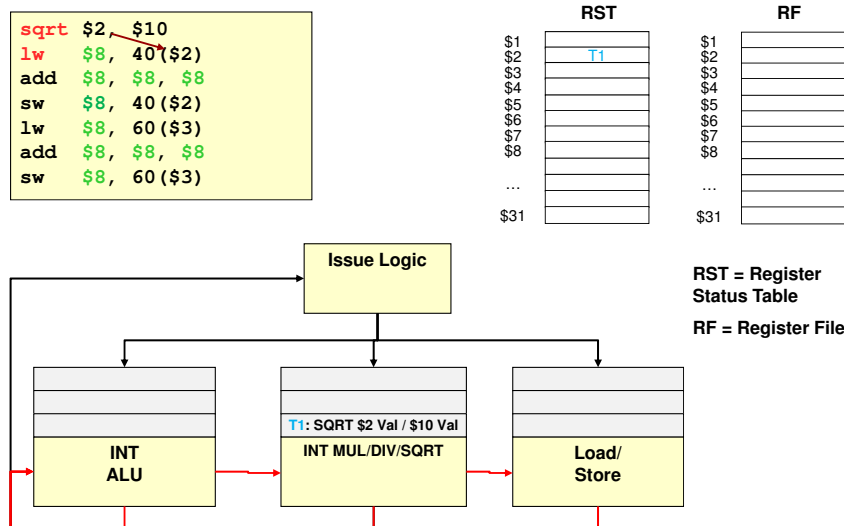 sqrt $2, $10
lw $8, 40($2)
add $8, $8, $8
sw $8, 40($2)
lw $8, 60($3)
add $8, $8, $8
sw $8, 60($3)
RST
$1
$2 T1
$3
$4
$5
$6
$7
$8
...
$31
RF
$1
$2
$3
$4
$5
$6
$7
$8
...
$31
RST = Register
Status Table
RF = Register File
Issue Logic
T1: SQRT $2 Val / $10 Val
INT
ALU
INT MUL/DIV/SQRT
Load/
Store